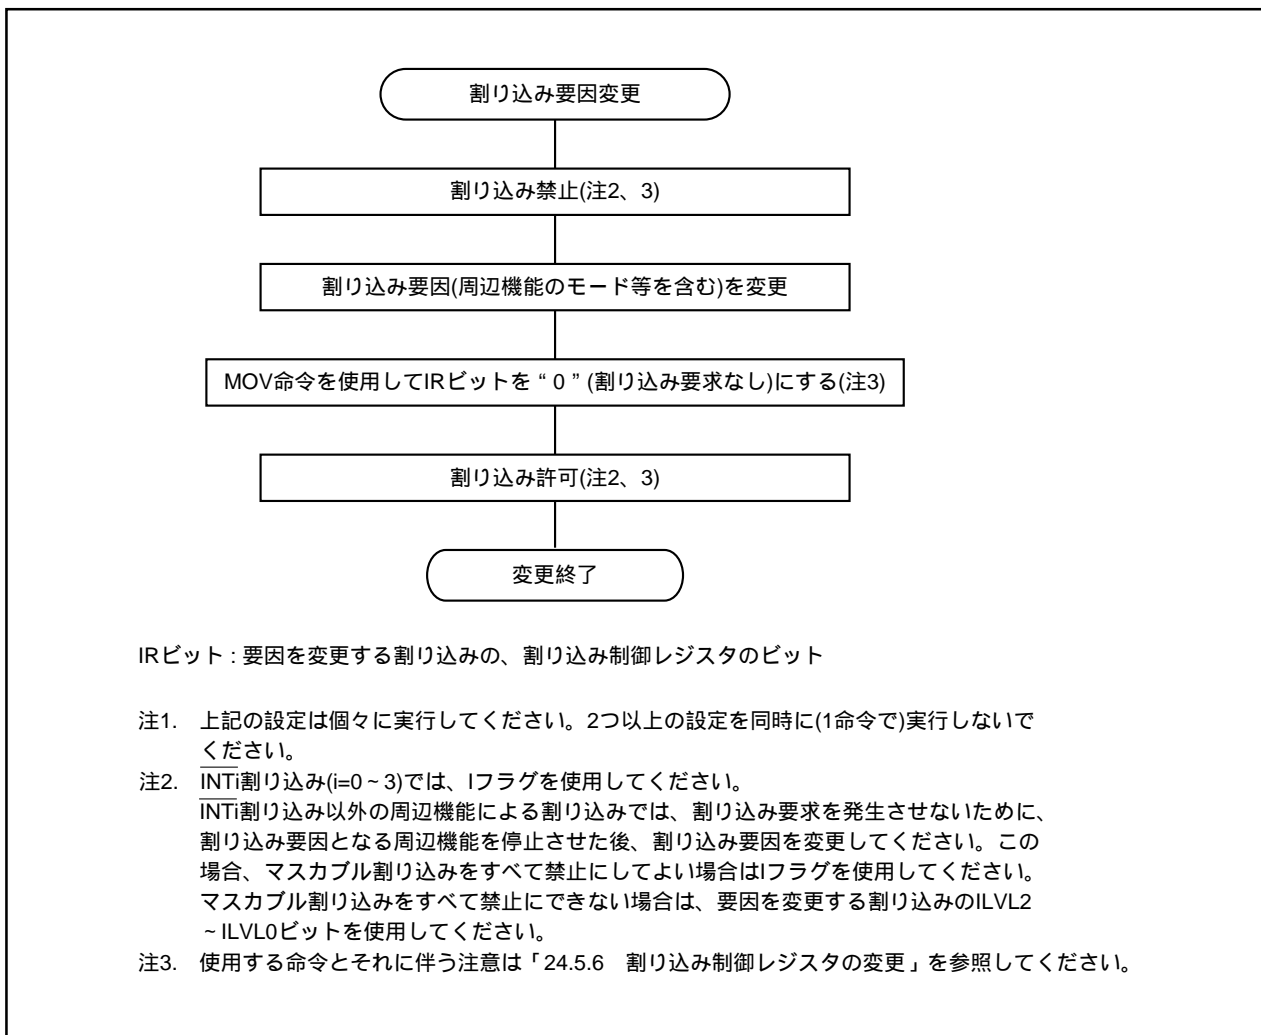 割り込み要因変更
割り込み禁止(注2、3)
割り込み要因(周辺機能のモード等を含む)を変更
MOV命令を使用してIRビットを“0”(割り込み要求なし)にする(注3)
割り込み許可(注2、3)
変更終了
IRビット : 要因を変更する割り込みの、割り込み制御レジスタのビット
注1. 上記の設定は個々に実行してください。2つ以上の設定を同時に(1命令で)実行しないで
ください。
注2. INTi割り込み(i=0~3)では、Iフラグを使用してください。
INTi割り込み以外の周辺機能による割り込みでは、割り込み要求を発生させないために、
割り込み要因となる周辺機能を停止させた後、割り込み要因を変更してください。この
場合、マスカブル割り込みをすべて禁止にしてよい場合はIフラグを使用してください。
マスカブル割り込みをすべて禁止にできない場合は、要因を変更する割り込みのILVL2
~ILVL0ビットを使用してください。
注3. 使用する命令とそれに伴う注意は「24.5.6 割り込み制御レジスタの変更」を参照してください。